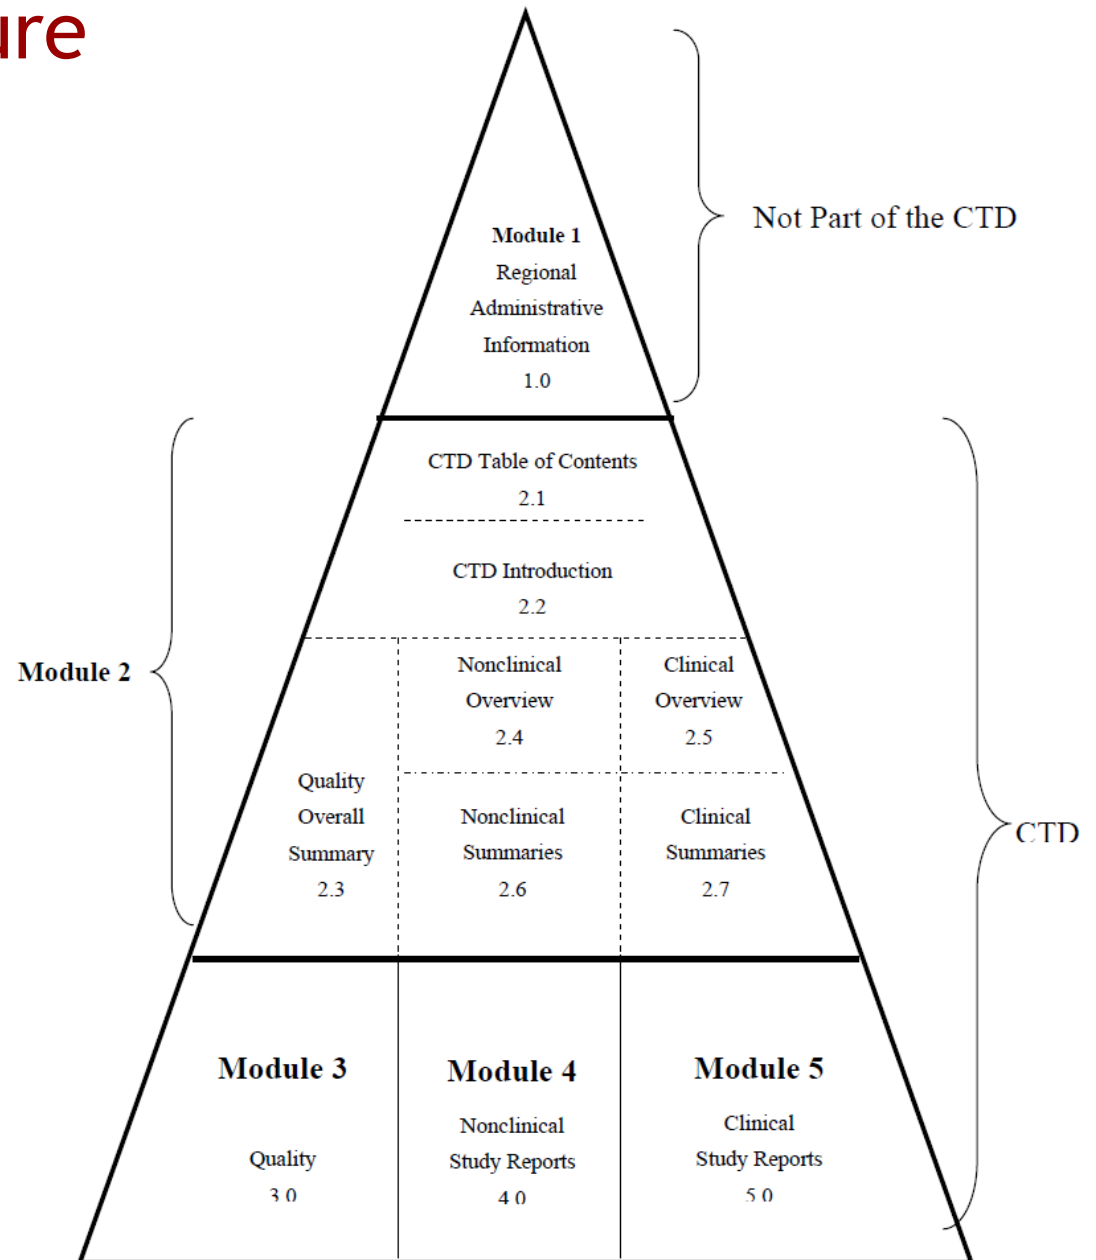 ure
Module 1
Regional
Administrative
Information
1.0
Not Part of the CTD
CTD Table of Contents
2.1
CTD Introduction
2.2
Module 2
Nonclinical
Overview
2.4
Clinical
Overview
2.5
Quality
Overall
Summary
2.3
Nonclinical
Summaries
2.6
Clinical
Summaries
2.7
CTD
Module 3
Quality
3.0
Module 4
Nonclinical
Study Reports
4.0
Module 5
Clinical
Study Reports
5.0